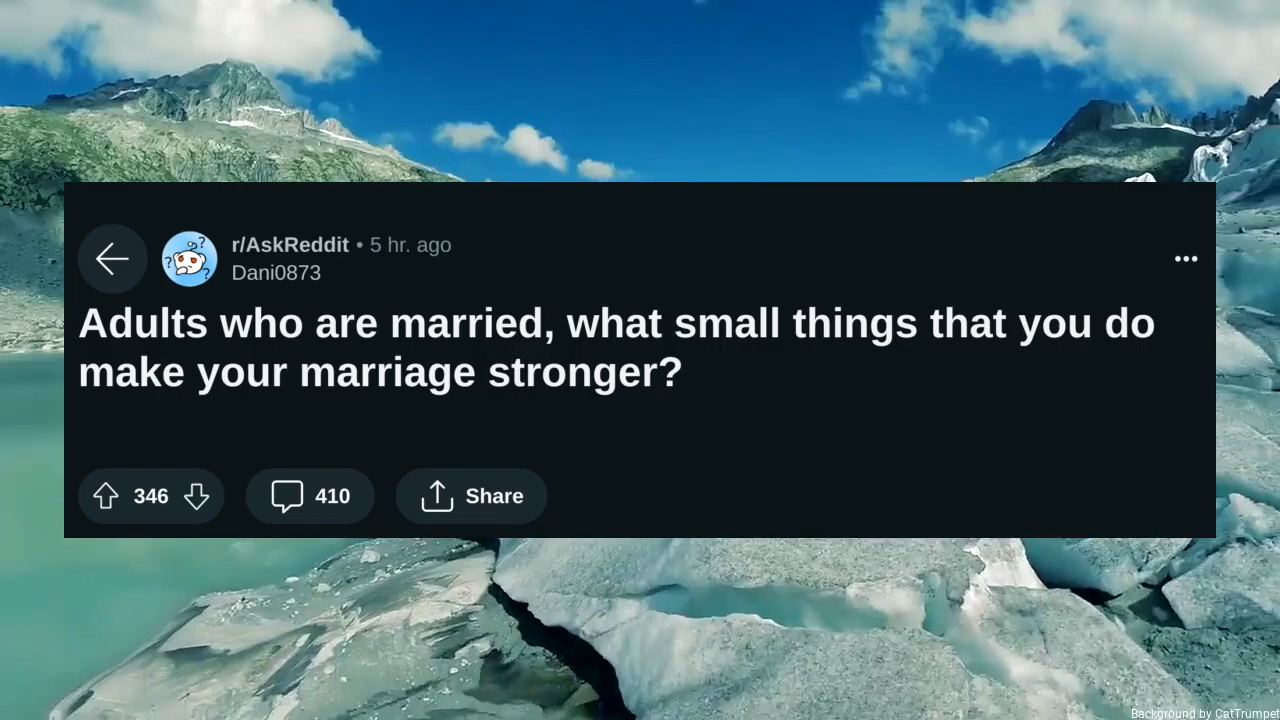 r/AskReddit • 5 hr. ago
Dani0873
Adults who are married, what small things that you do
make your marriage stronger?
346
410
Share
Background by CatTrumpet